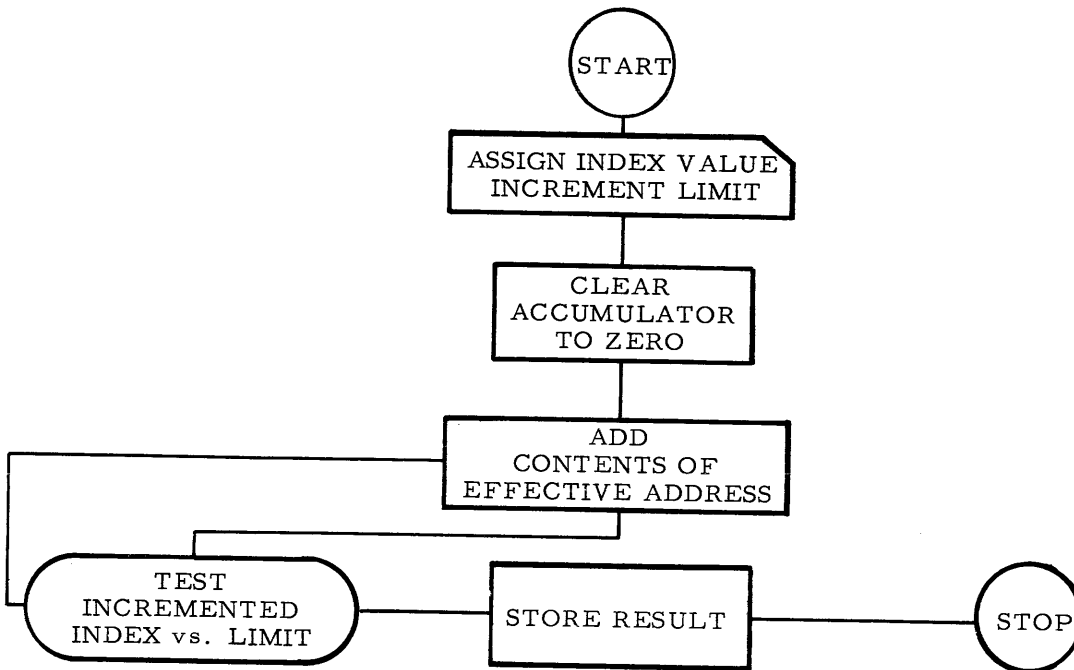 START
ASSIGN INDEX VALUE
INCREMENT LIMIT
CLEAR
ACCUMULATOR
TO ZERO
ADD
CONTENTS OF
EFFECTIVE ADDRESS
TEST
INCREMENTED
INDEX vs. LIMIT
STORE RESULT
STOP